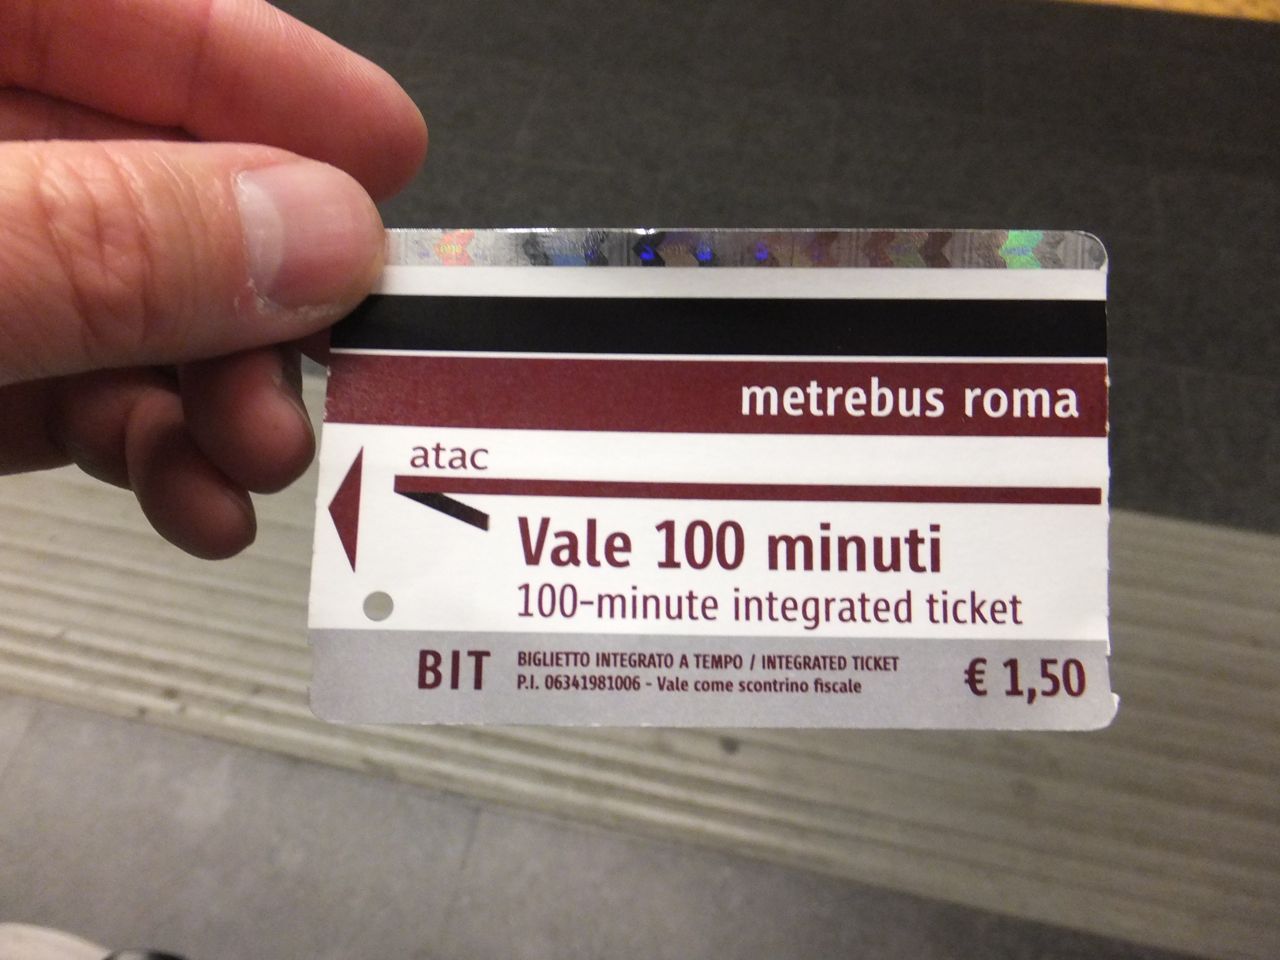 metrebus roma
atac
Vale 100 minuti
100-minute integrated ticket
BIT
BIGLIETTO INTEGRATO A TEMPO / INTEGRATED TICKET
P.I. 06341981006 - Vale come scontrino fiscale
€ 1,50